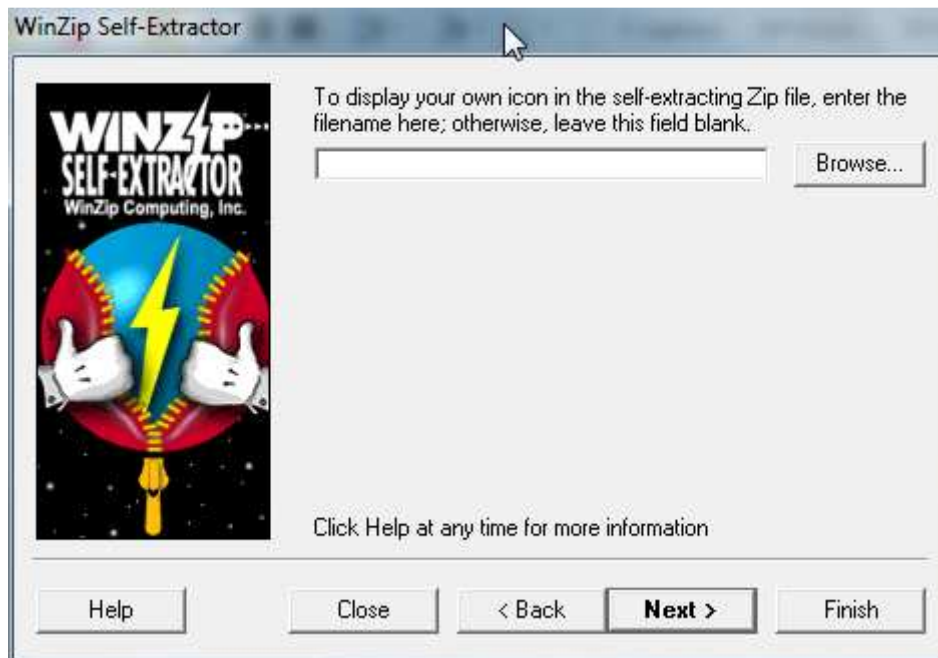 WinZip Self-Extractor
WINZIP
SELF-EXTRACTOR
WinZip Computing, Inc.
To display your own icon in the self-extracting Zip file, enter the
filename here; otherwise, leave this field blank.
Browse...
Click Help at any time for more information
Help
Close
< Back
Next >
Finish